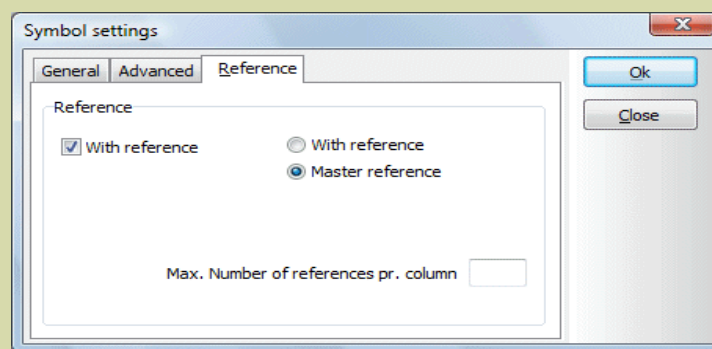 Symbol settings
General Advanced Reference
Ok
Close
Reference
With reference With reference
Master reference
Max. Number of references pr. column